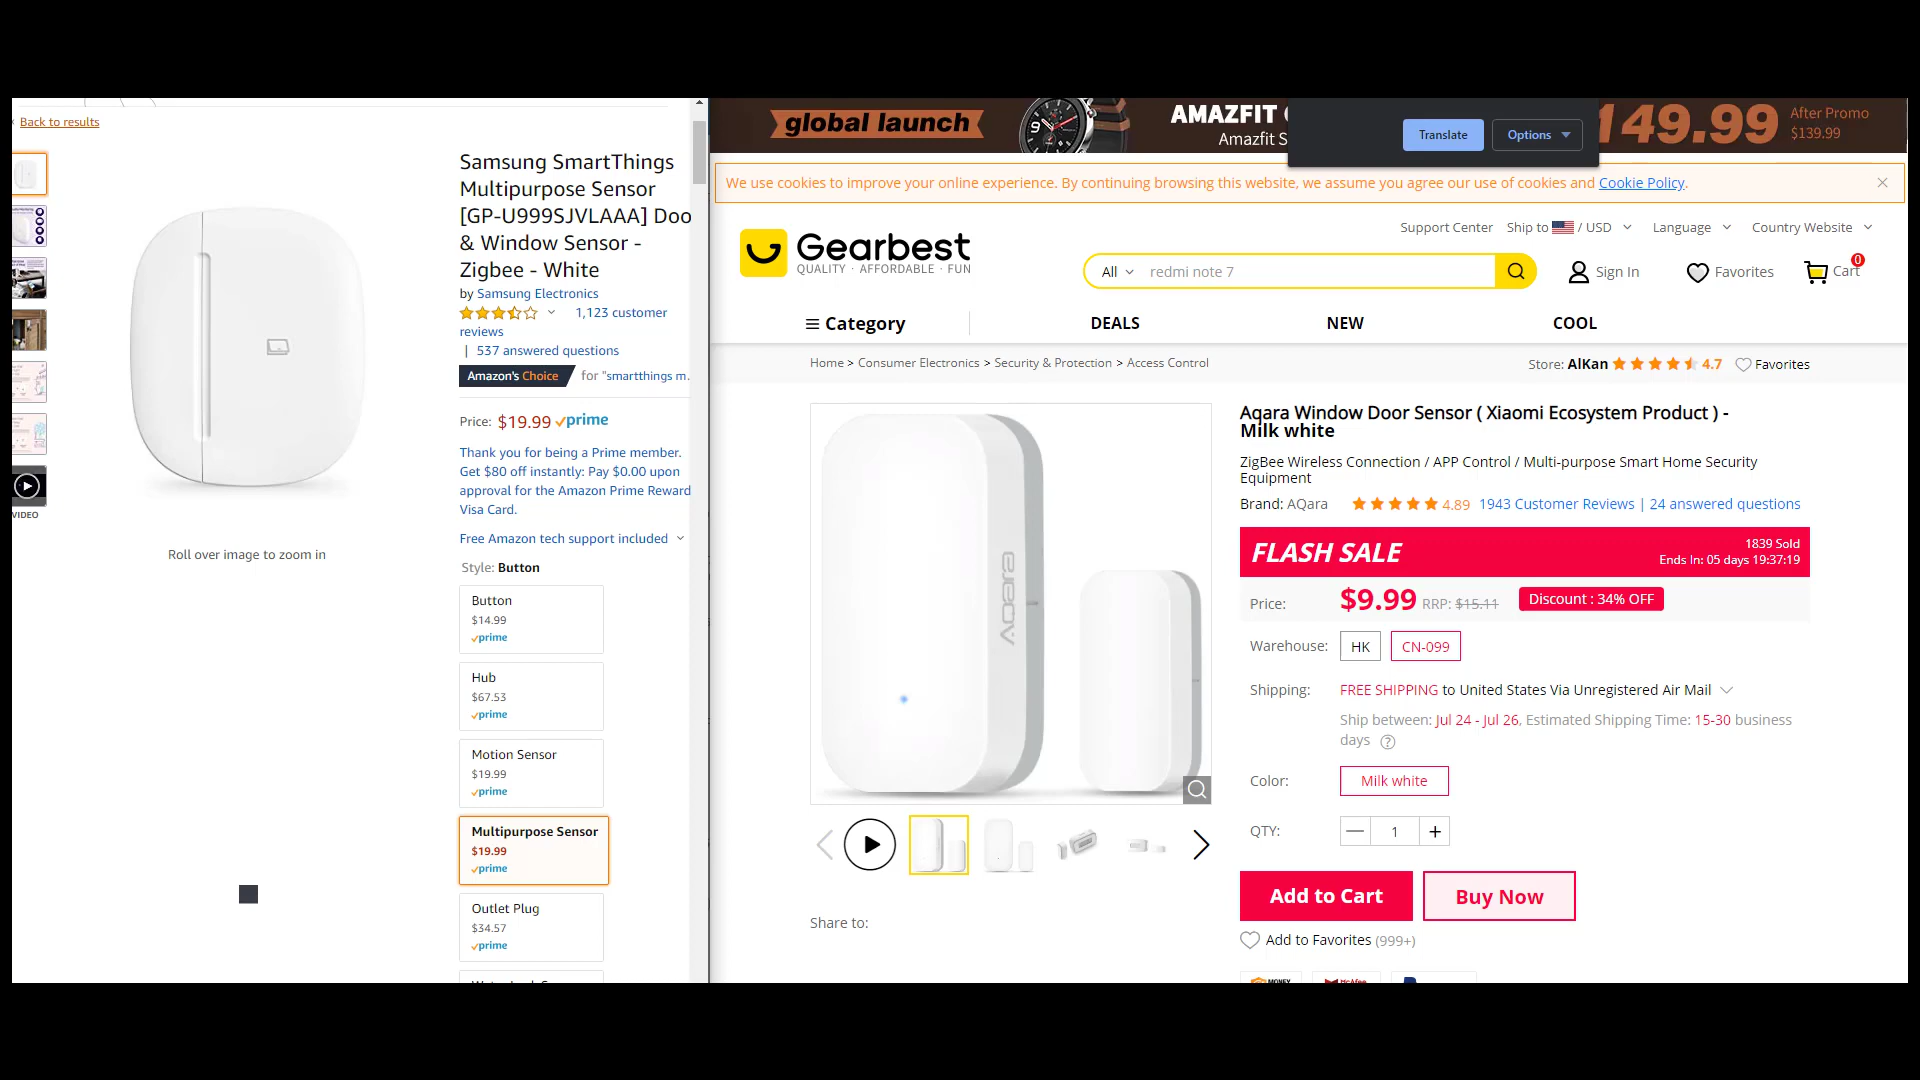 Back to results
VIDEO
Roll over image to zoom in
Samsung SmartThings
Multipurpose Sensor
[GP-U999SJVLAAA] Doo
& Window Sensor -
Zigbee - White
by Samsung Electronics
1,123 customer
reviews
| 537 answered questions
Amazon's Choice for "smartthings m.
Price: $19.99 prime
Thank you for being a Prime member.
Get $80 off instantly: Pay $0.00 upon
approval for the Amazon Prime Reward
Visa Card.
Free Amazon tech support included
Style: Button
Button
$14.99
prime
Hub
$67.53
prime
Motion Sensor
$19.99
prime
Multipurpose Sensor
$19.99
prime
Outlet Plug
$34.57
prime
global launch
AMAZFIT
Amazfit S
149.99
After Promo
$139.99
Translate
Options
We use cookies to improve your online experience. By continuing browsing this website, we assume you agree our use of cookies and Cookie Policy.
Support Center Ship to / USD Language Country Website
Gearbest
QUALITY · AFFORDABLE · FUN
All redmi note 7
Sign In Favorites Cart 0
Category DEALS NEW COOL
Home > Consumer Electronics > Security & Protection > Access Control
Store: AlKan 4.7 Favorites
Aqara
Share to:
Aqara Window Door Sensor ( Xiaomi Ecosystem Product ) -
Milk white
ZigBee Wireless Connection / APP Control / Multi-purpose Smart Home Security
Equipment
Brand: AQara 4.89 1943 Customer Reviews | 24 answered questions
FLASH SALE
1839 Sold
Ends In: 05 days 19:37:19
Price: $9.99 RRP: $15.11 Discount : 34% OFF
Warehouse: HK CN-099
Shipping: FREE SHIPPING to United States Via Unregistered Air Mail
Ship between: Jul 24 - Jul 26, Estimated Shipping Time: 15-30 business
days ?
Color: Milk white
QTY: 1 +
Add to Cart
Buy Now
Add to Favorites (999+)
MONEY
McAfee